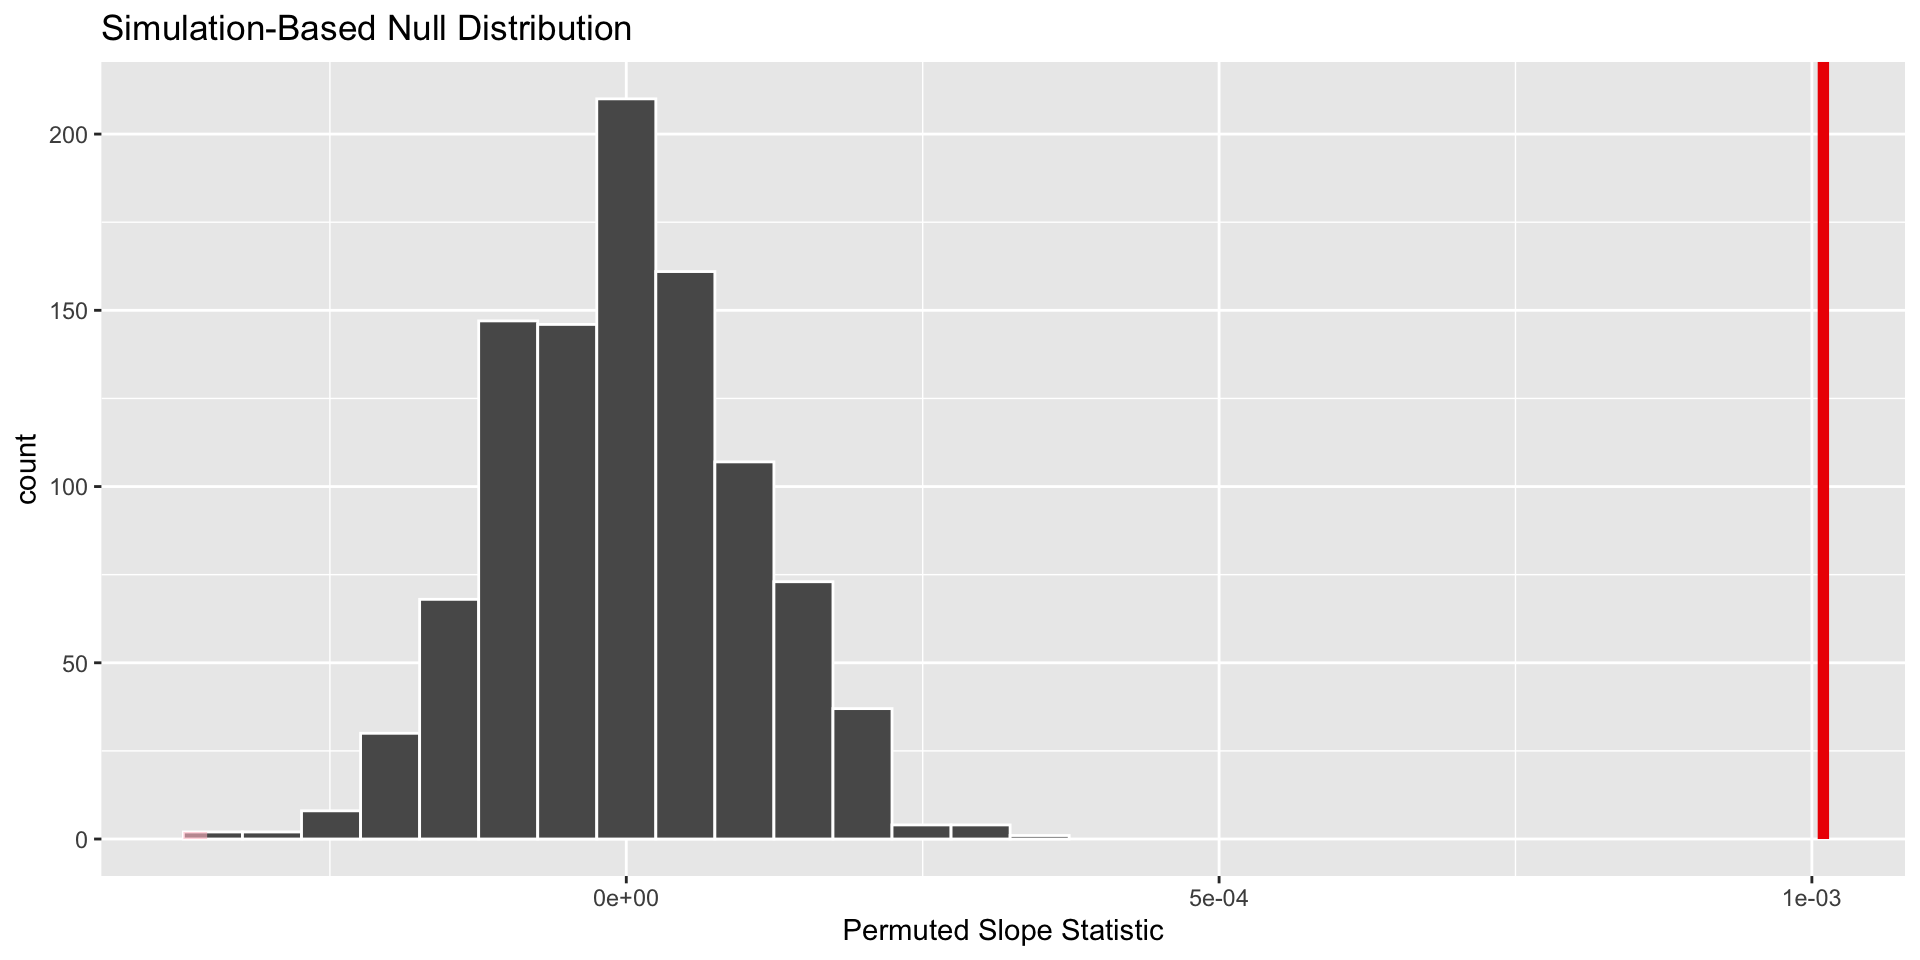 Simulation-Based Null Distribution
200
150
100
50
0
count
0e+00
5e-04
1e-03
Permuted Slope Statistic